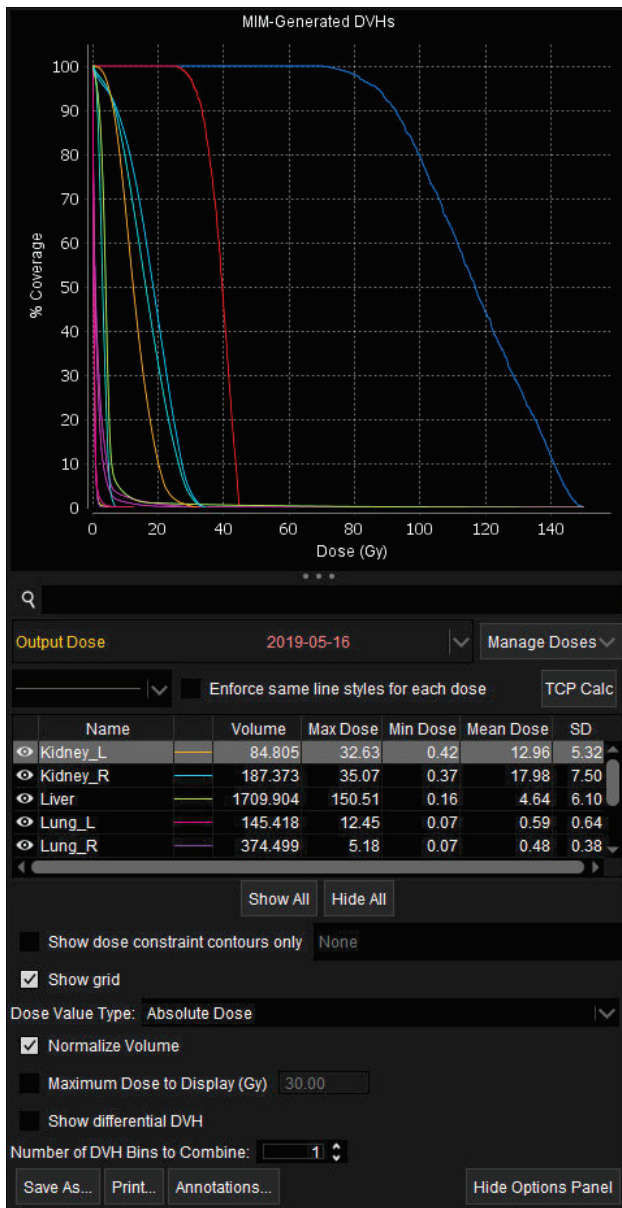 MIM-Generated DVHs
100
90
80
70
60
50
40
30
20
10
0
% Coverage
0 20 40 60 80 100 120 140
Dose (Gy)
Output Dose 2019-05-16 Manage Doses
Enforce same line styles for each dose TCP Calc
Name Volume Max Dose Min Dose Mean Dose SD
Kidney_L 84.805 32.63 0.42 12.96 5.32
Kidney_R 187.373 35.07 0.37 17.98 7.50
Liver 1709.904 150.51 0.16 4.64 6.10
Lung_L 145.418 12.45 0.07 0.59 0.64
Lung_R 374.499 5.18 0.07 0.48 0.38
Show All Hide All
Show dose constraint contours only None
Show grid
Dose Value Type: Absolute Dose
Normalize Volume
Maximum Dose to Display (Gy) 30.00
Show differential DVH
Number of DVH Bins to Combine: 1
Save As... Print... Annotations... Hide Options Panel